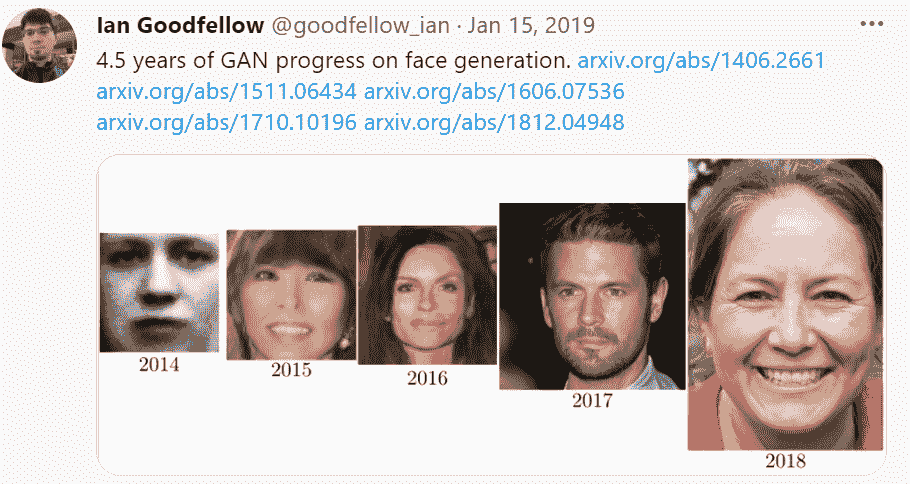 Ian Goodfellow @goodfellow_ian · Jan 15, 2019
4.5 years of GAN progress on face generation. arxiv.org/abs/1406.2661
arxiv.org/abs/1511.06434 arxiv.org/abs/1606.07536
arxiv.org/abs/1710.10196 arxiv.org/abs/1812.04948
2014
2015
2016
2017
2018